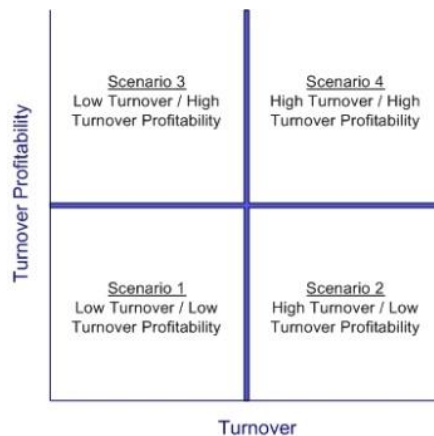 Turnover Profitability
Scenario 3
Low Turnover / High
Turnover Profitability
Scenario 4
High Turnover / High
Turnover Profitability
Scenario 1
Low Turnover / Low
Turnover Profitability
Scenario 2
High Turnover / Low
Turnover Profitability
Turnover